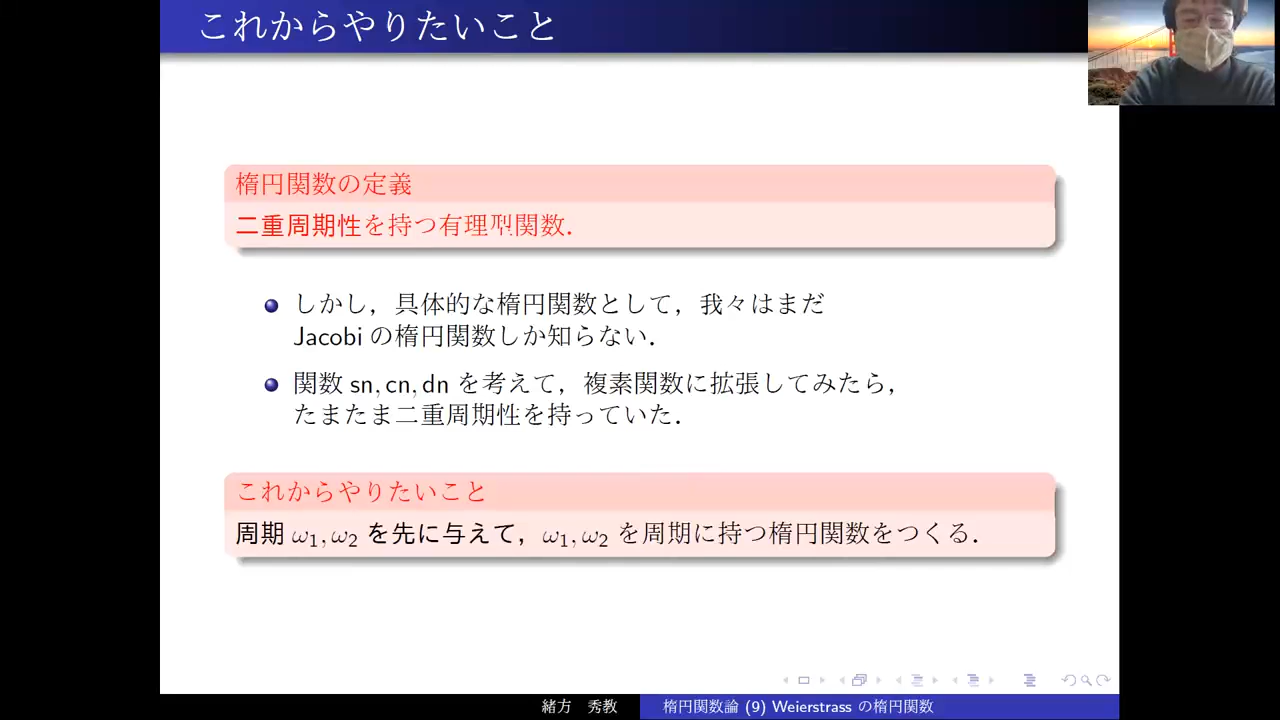 これからやりたいこと
楕円関数の定義
二重周期性を持つ有理型関数．
しかし，具体的な楕円関数として，我々はまだ
Jacobi の楕円関数しか知らない．
関数 sn, cn, dn を考えて，複素関数に拡張してみたら，
たまたま二重周期性を持っていた．
これからやりたいこと
周期 ω₁, ω₂ を先に与えて，ω₁, ω₂ を周期に持つ楕円関数をつくる．
緒方　秀教
楕円関数論 (9) Weierstrass の楕円関数